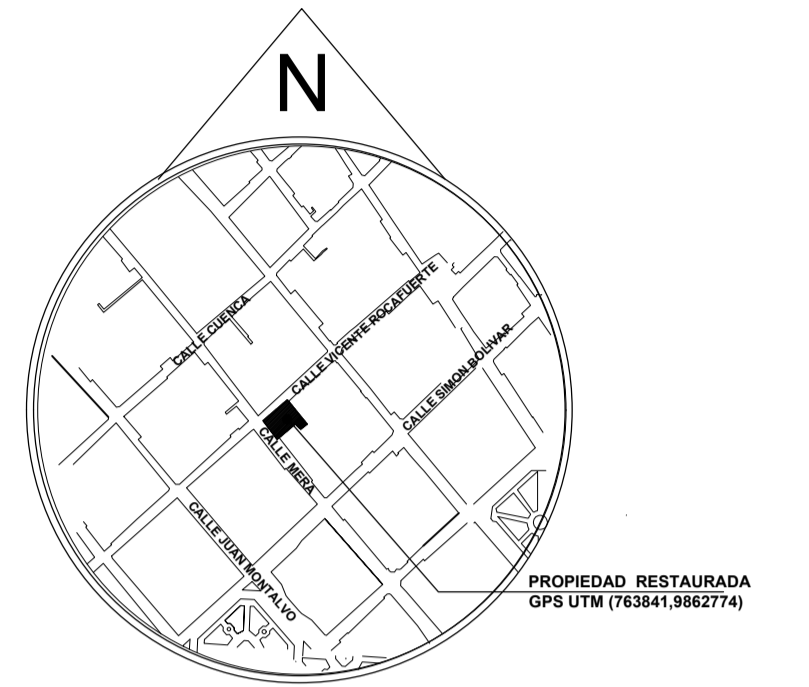 N
CALLE CUENCA
CALLE VICENTE ROCAFUERTE
CALLE SIMON BOLIVAR
CALLE MERA
CALLE JUAN MONTALVO
PROPIEDAD RESTAURADA
GPS UTM (763841,9862774)